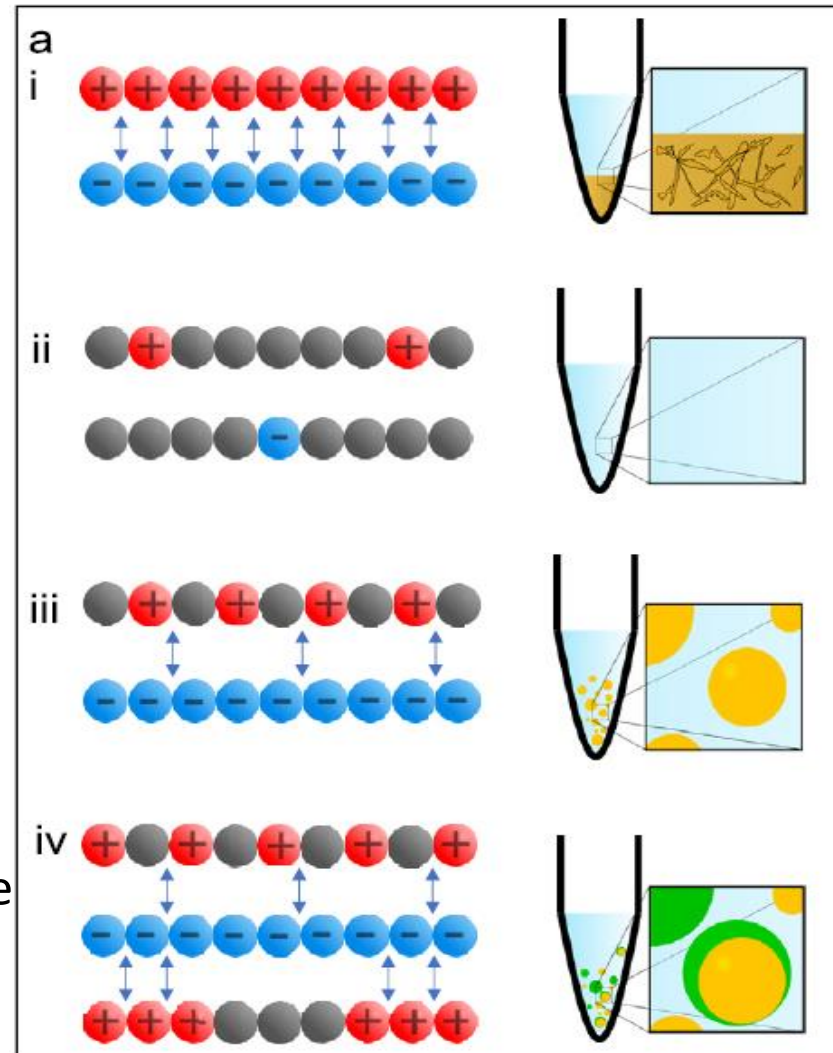 a
i
+ + + + + + + + +
- - - - - - - - -
ii
+ +
-
iii
+ + + +
- - - - - - - - -
iv
+ + + + +
e
- - - - - - - - -
+ + + + + +